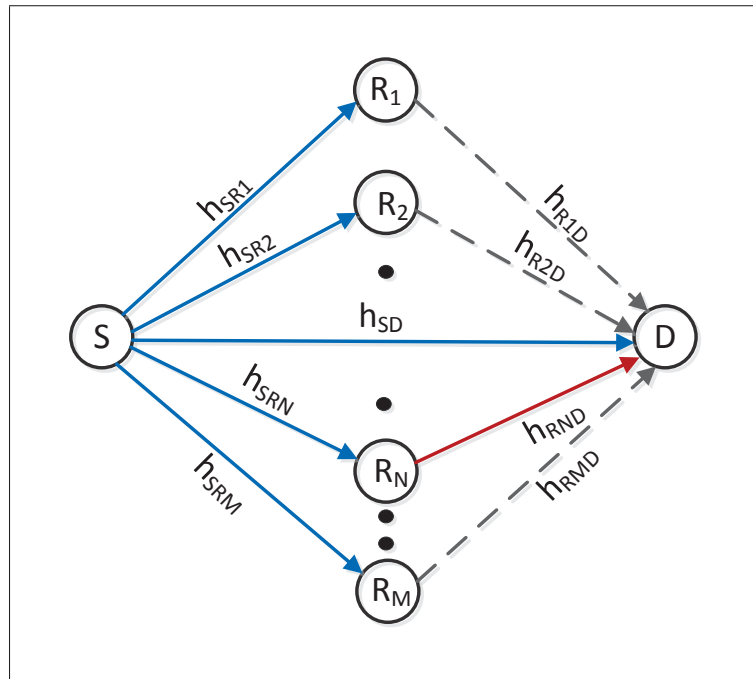 R1
hSR1
hR1D
R2
hSR2
hR2D
hSD
S
D
hSRN
hRND
RN
hSRM
hRMD
RM